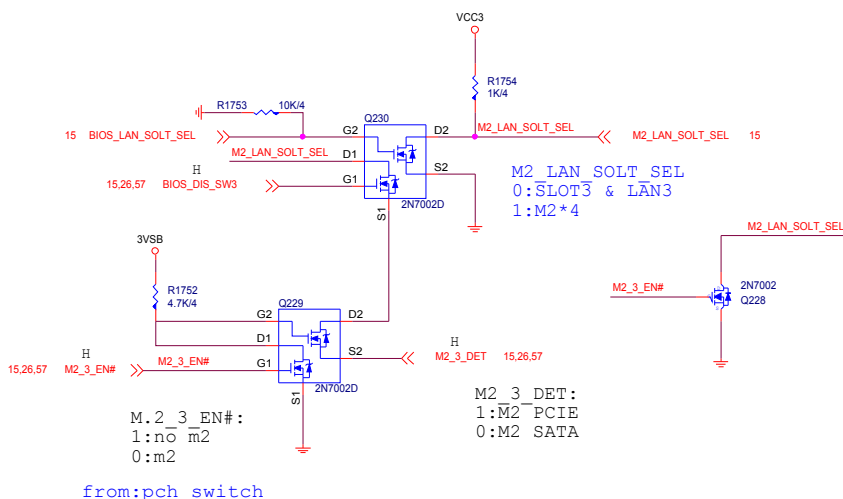 VCC3
R1754
1K/4
R1753
10K/4
Q230
15 BIOS_LAN_SOLT_SEL
G2
D2
M2_LAN_SOLT_SEL
M2_LAN_SOLT_SEL 15
M2_LAN_SOLT_SEL
D1
H
S2
15,26,57 BIOS_DIS_SW3
G1
S1
2N7002D
M2_LAN_SOLT_SEL
0:SLOT3 & LAN3
1:M2*4
M2_LAN_SOLT_SEL
3VSB
R1752
4.7K/4
2N7002
Q228
M2_3_EN#
Q229
G2
D2
D1
H
15,26,57 M2_3_EN#
M2_3_EN#
G1
S2
H
M2_3_DET 15,26,57
S1
2N7002D
M2_3_DET:
1:M2 PCIE
0:M2 SATA
M.2_3_EN#:
1:no m2
0:m2
from:pch switch